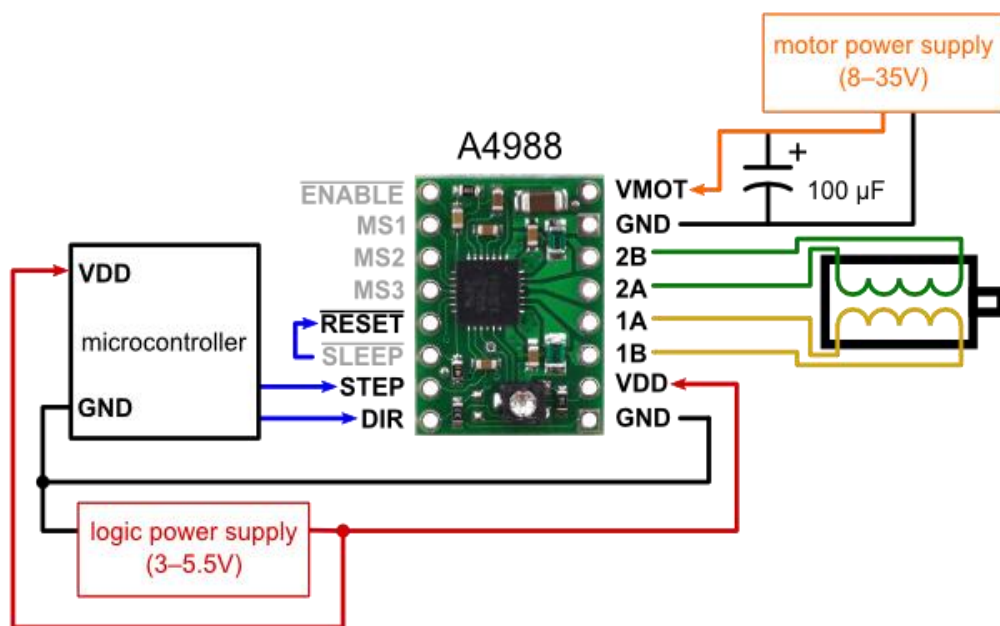 motor power supply
(8–35V)
A4988
ENABLE
VMOT
+
100 µF
MS1
GND
MS2
2B
MS3
2A
VDD
RESET
1A
microcontroller
SLEEP
1B
STEP
VDD
GND
DIR
GND
logic power supply
(3–5.5V)